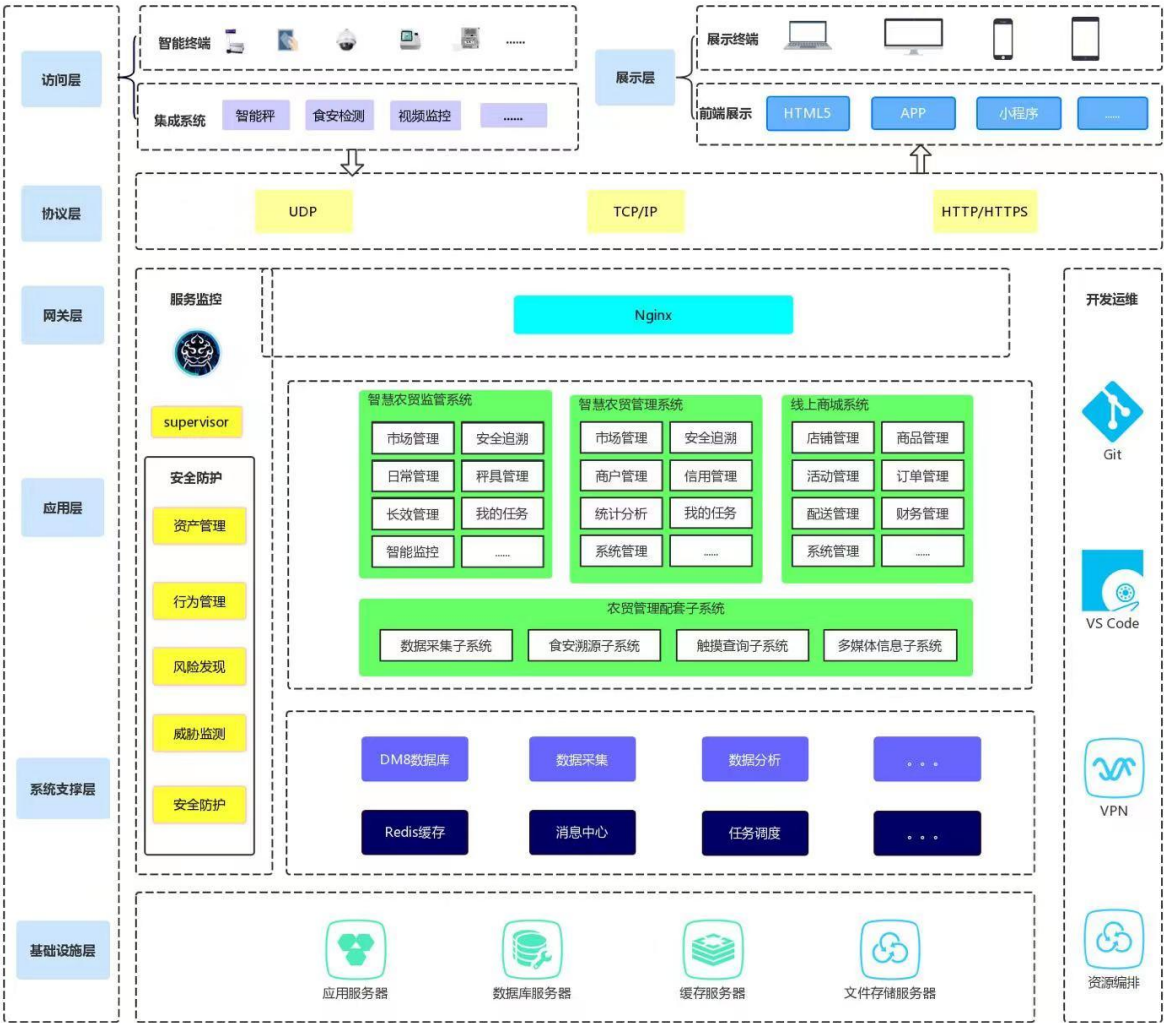 访问层
智能终端
......
集成系统
智能秤
食安检测
视频监控
......
展示层
展示终端
前端展示
HTML5
APP
小程序
......
协议层
UDP
TCP/IP
HTTP/HTTPS
网关层
服务监控
Nginx
开发运维
supervisor
应用层
安全防护
资产管理
行为管理
风险发现
威胁监测
安全防护
智慧农贸监管系统
市场管理
安全追溯
日常管理
秤具管理
长效管理
我的任务
智能监控
......
智慧农贸管理系统
市场管理
安全追溯
商户管理
信用管理
统计分析
我的任务
系统管理
......
线上商城系统
店铺管理
商品管理
活动管理
订单管理
配送管理
财务管理
系统管理
......
农贸管理配套子系统
数据采集子系统
食安溯源子系统
触摸查询子系统
多媒体信息子系统
Git
VS Code
VPN
资源编排
系统支撑层
DM8数据库
数据采集
数据分析
。。。
Redis缓存
消息中心
任务调度
。。。
基础设施层
应用服务器
数据库服务器
缓存服务器
文件存储服务器